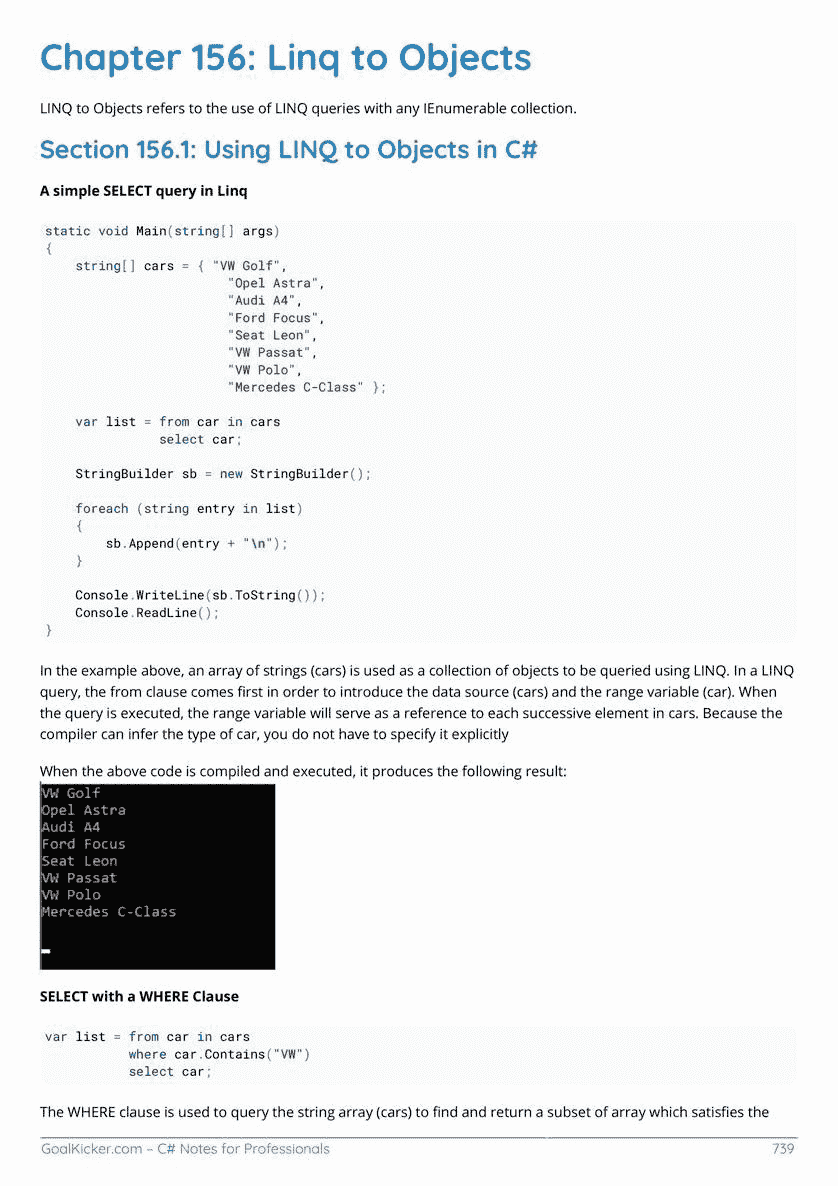 Chapter 156: Linq to Objects
LINQ to Objects refers to the use of LINQ queries with any IEnumerable collection.
Section 156.1: Using LINQ to Objects in C#
A simple SELECT query in Linq
static void Main(string[] args)
{
    string[] cars = { "VW Golf",
                        "Opel Astra",
                        "Audi A4",
                        "Ford Focus",
                        "Seat Leon",
                        "VW Passat",
                        "VW Polo",
                        "Mercedes C-Class" };
    var list = from car in cars
               select car;
    StringBuilder sb = new StringBuilder();
    foreach (string entry in list)
    {
        sb.Append(entry + "\n");
    }
    Console.WriteLine(sb.ToString());
    Console.ReadLine();
}
In the example above, an array of strings (cars) is used as a collection of objects to be queried using LINQ. In a LINQ
query, the from clause comes first in order to introduce the data source (cars) and the range variable (car). When
the query is executed, the range variable will serve as a reference to each successive element in cars. Because the
compiler can infer the type of car, you do not have to specify it explicitly
When the above code is compiled and executed, it produces the following result:
VW Golf
Opel Astra
Audi A4
Ford Focus
Seat Leon
VW Passat
VW Polo
Mercedes C-Class
SELECT with a WHERE Clause
var list = from car in cars
           where car.Contains("VW")
           select car;
The WHERE clause is used to query the string array (cars) to find and return a subset of array which satisfies the
GoalKicker.com – C# Notes for Professionals 739